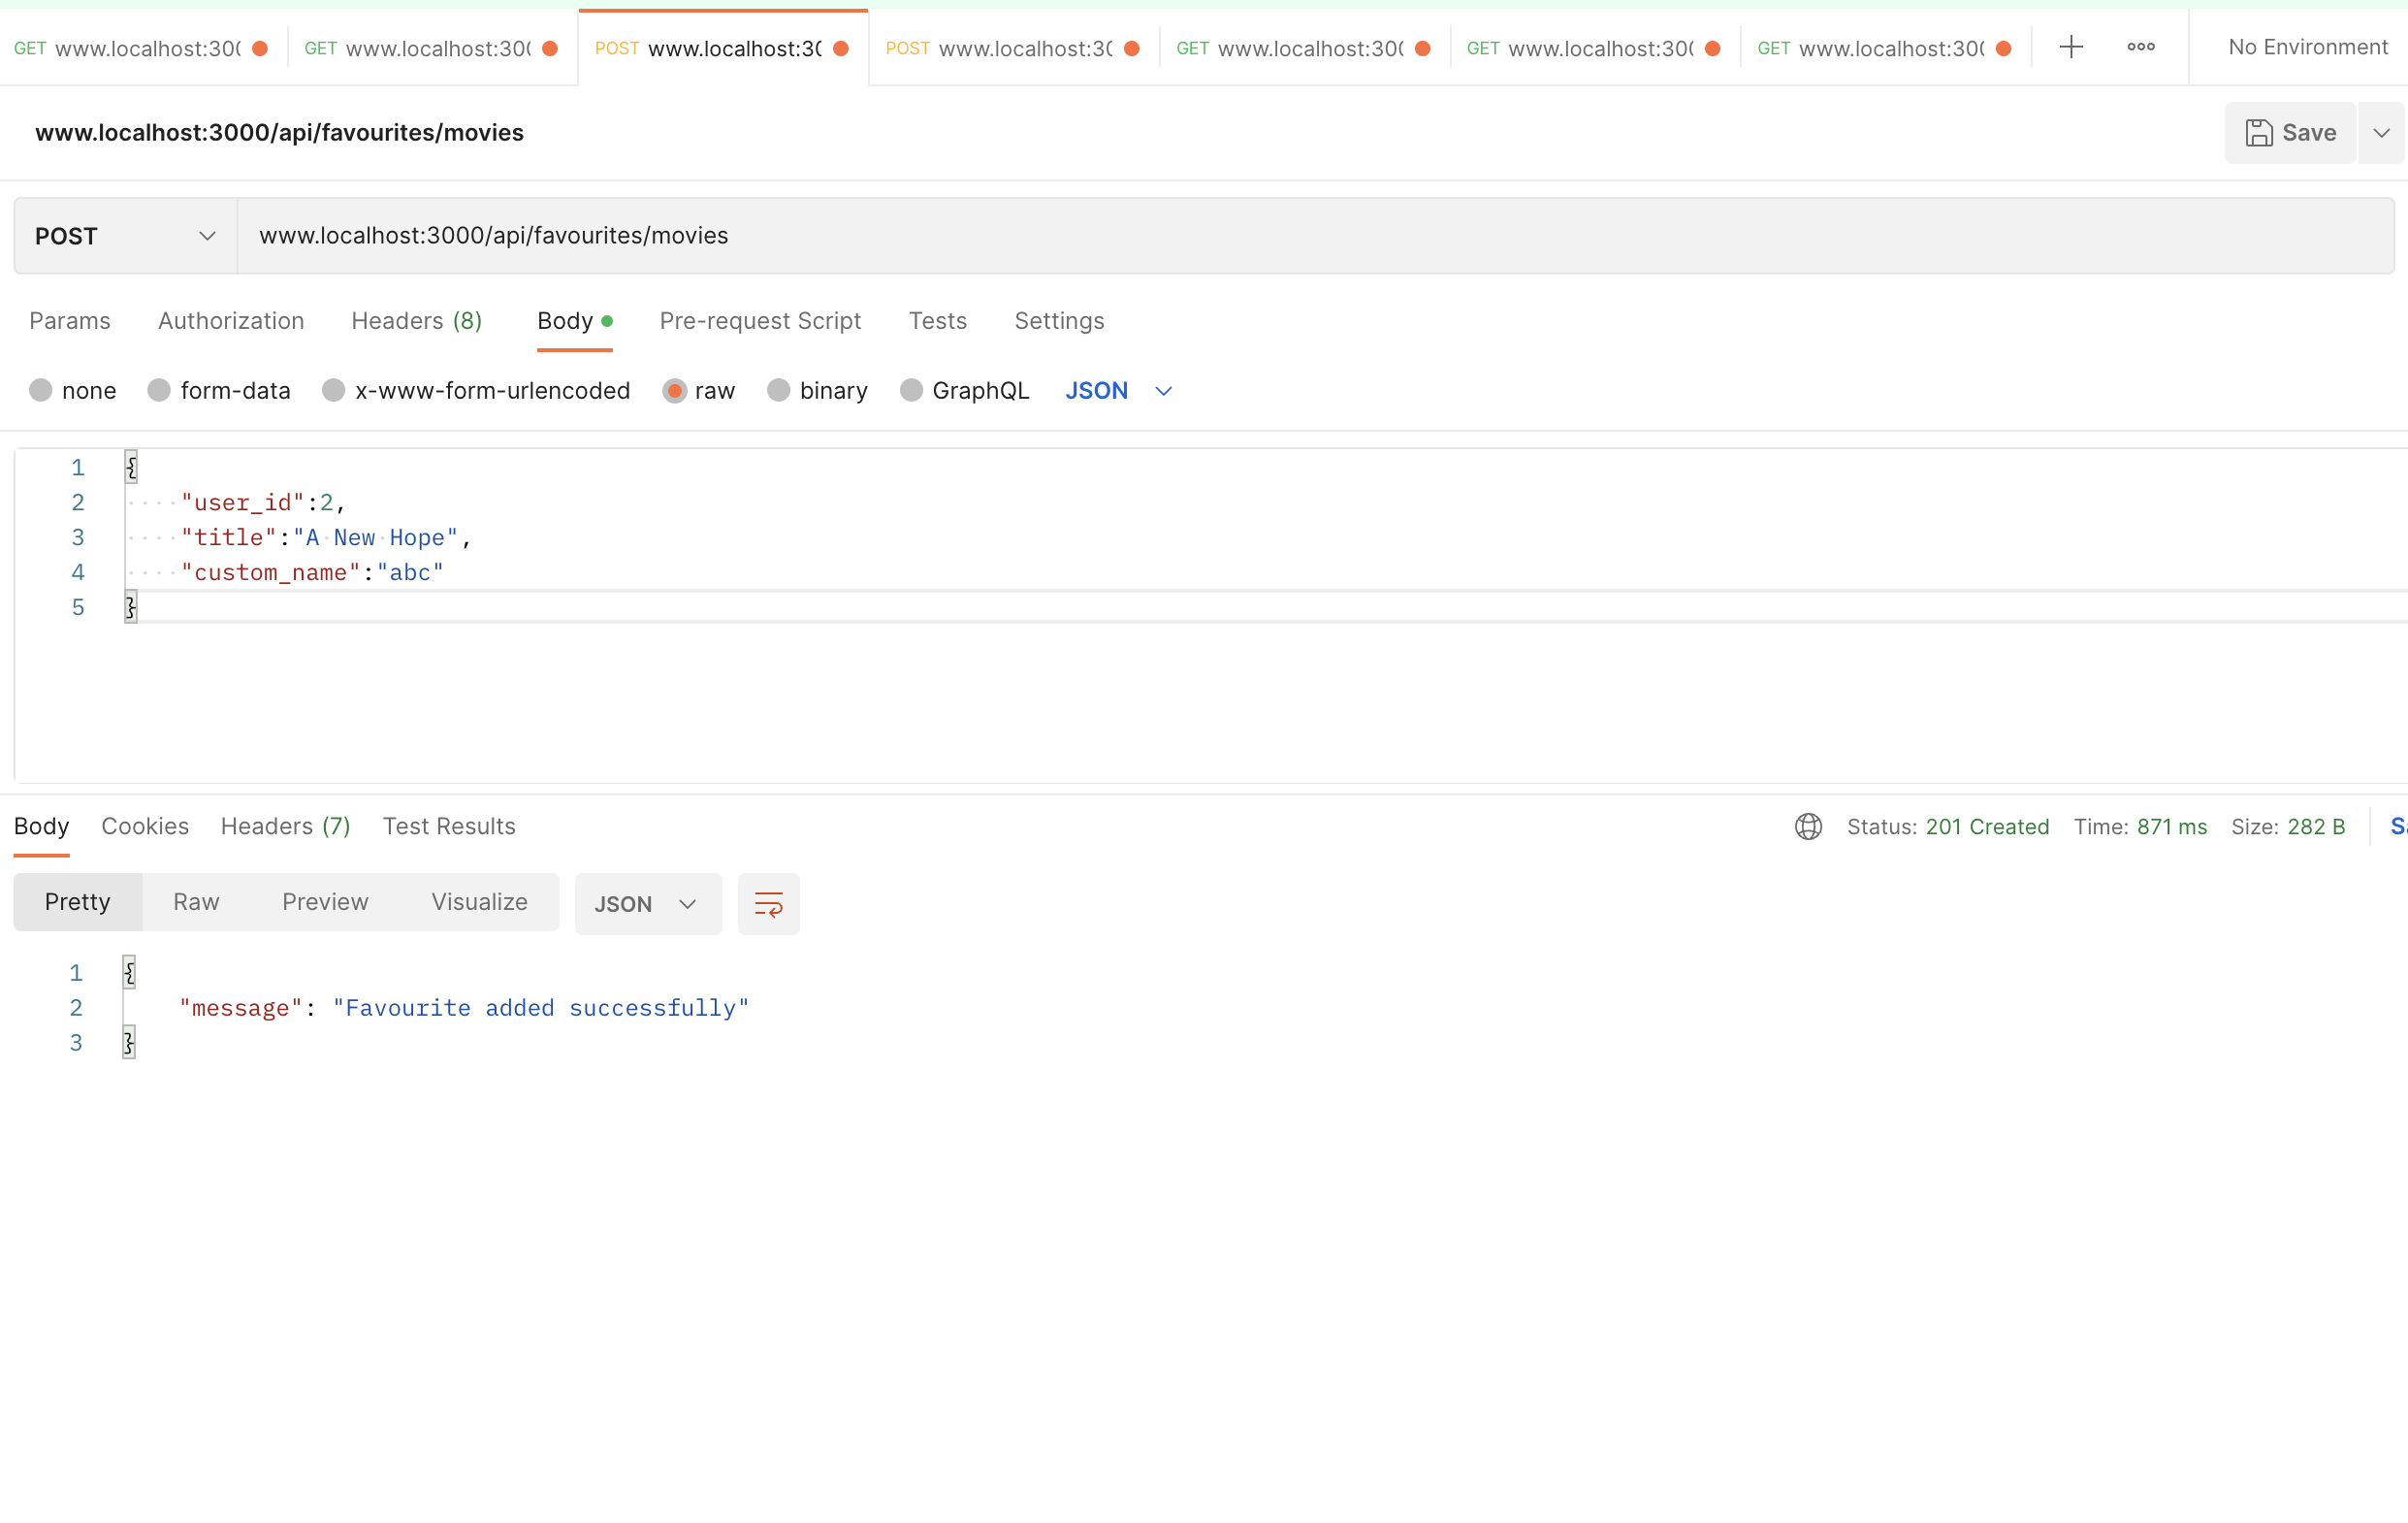 GET www.localhost:300 GET www.localhost:300 POST www.localhost:30 POST www.localhost:30 GET www.localhost:300 GET www.localhost:300 GET www.localhost:300 No Environment
www.localhost:3000/api/favourites/movies Save
POST www.localhost:3000/api/favourites/movies
Params Authorization Headers (8) Body Pre-request Script Tests Settings
none form-data x-www-form-urlencoded raw binary GraphQL JSON
1 {
2 "user_id":2,
3 "title":"A New Hope",
4 "custom_name":"abc"
5 }
Body Cookies Headers (7) Test Results Status: 201 Created Time: 871 ms Size: 282 B
Pretty Raw Preview Visualize JSON
1 {
2 "message": "Favourite added successfully"
3 }